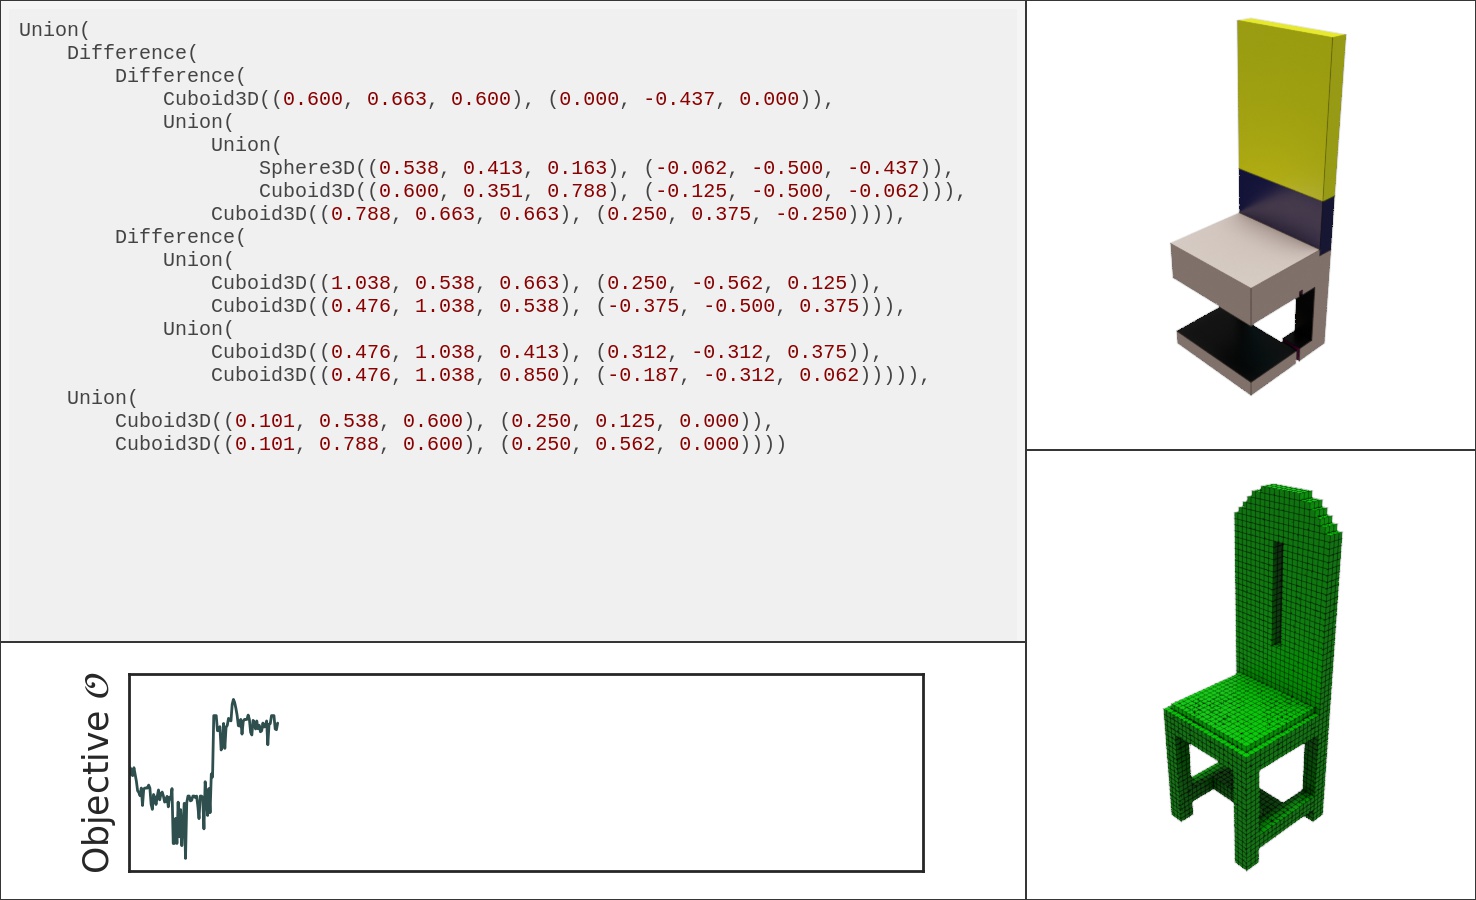 Union(
    Difference(
        Difference(
            Cuboid3D((0.600, 0.663, 0.600), (0.000, -0.437, 0.000)),
            Union(
                Union(
                    Sphere3D((0.538, 0.413, 0.163), (-0.062, -0.500, -0.437)),
                    Cuboid3D((0.600, 0.351, 0.788), (-0.125, -0.500, -0.062))),
                Cuboid3D((0.788, 0.663, 0.663), (0.250, 0.375, -0.250)))),
        Difference(
            Union(
                Cuboid3D((1.038, 0.538, 0.663), (0.250, -0.562, 0.125)),
                Cuboid3D((0.476, 1.038, 0.538), (-0.375, -0.500, 0.375))),
            Union(
                Cuboid3D((0.476, 1.038, 0.413), (0.312, -0.312, 0.375)),
                Cuboid3D((0.476, 1.038, 0.850), (-0.187, -0.312, 0.062))))),
    Union(
        Cuboid3D((0.101, 0.538, 0.600), (0.250, 0.125, 0.000)),
        Cuboid3D((0.101, 0.788, 0.600), (0.250, 0.562, 0.000))))
Objective 𝒪